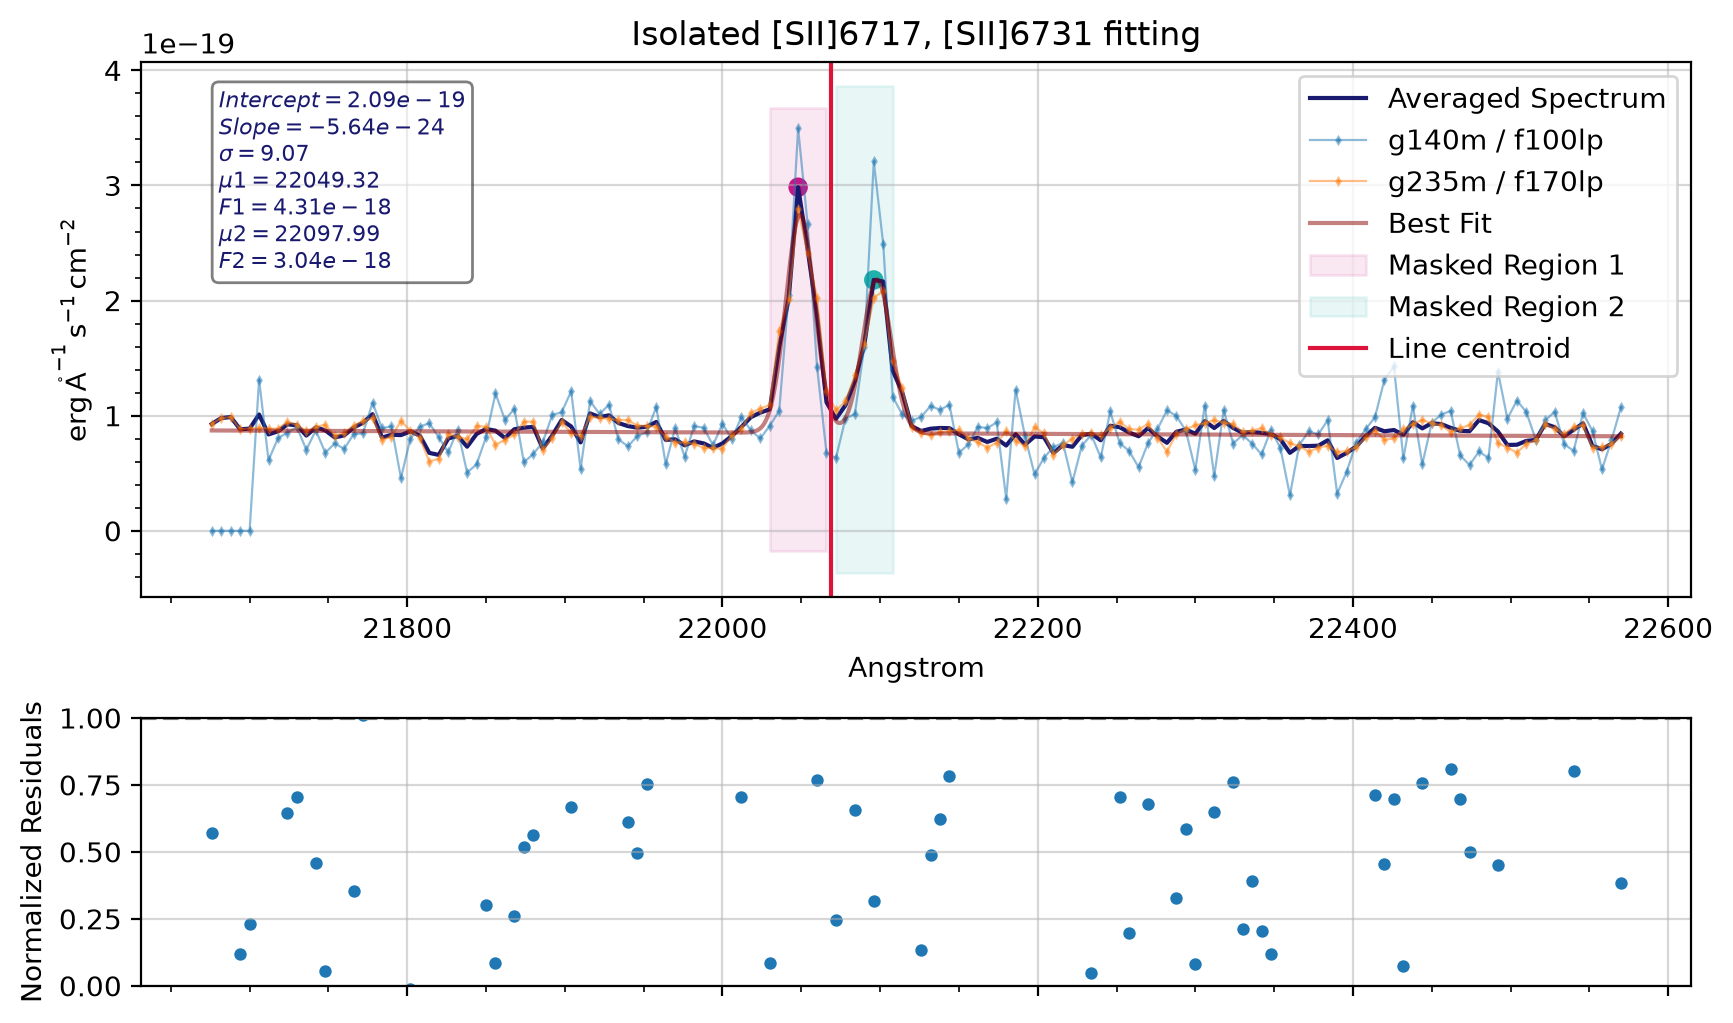 Isolated [SII]6717, [SII]6731 fitting
1e−19
4
3
2
1
0
erg Å⁻¹ s⁻¹ cm⁻²
Intercept = 2.09e − 19
Slope = −5.64e − 24
σ = 9.07
μ1 = 22049.32
F1 = 4.31e − 18
μ2 = 22097.99
F2 = 3.04e − 18
Averaged Spectrum
g140m / f100lp
g235m / f170lp
Best Fit
Masked Region 1
Masked Region 2
Line centroid
21800 22000 22200 22400 22600
Angstrom
Normalized Residuals
1.00
0.75
0.50
0.25
0.00